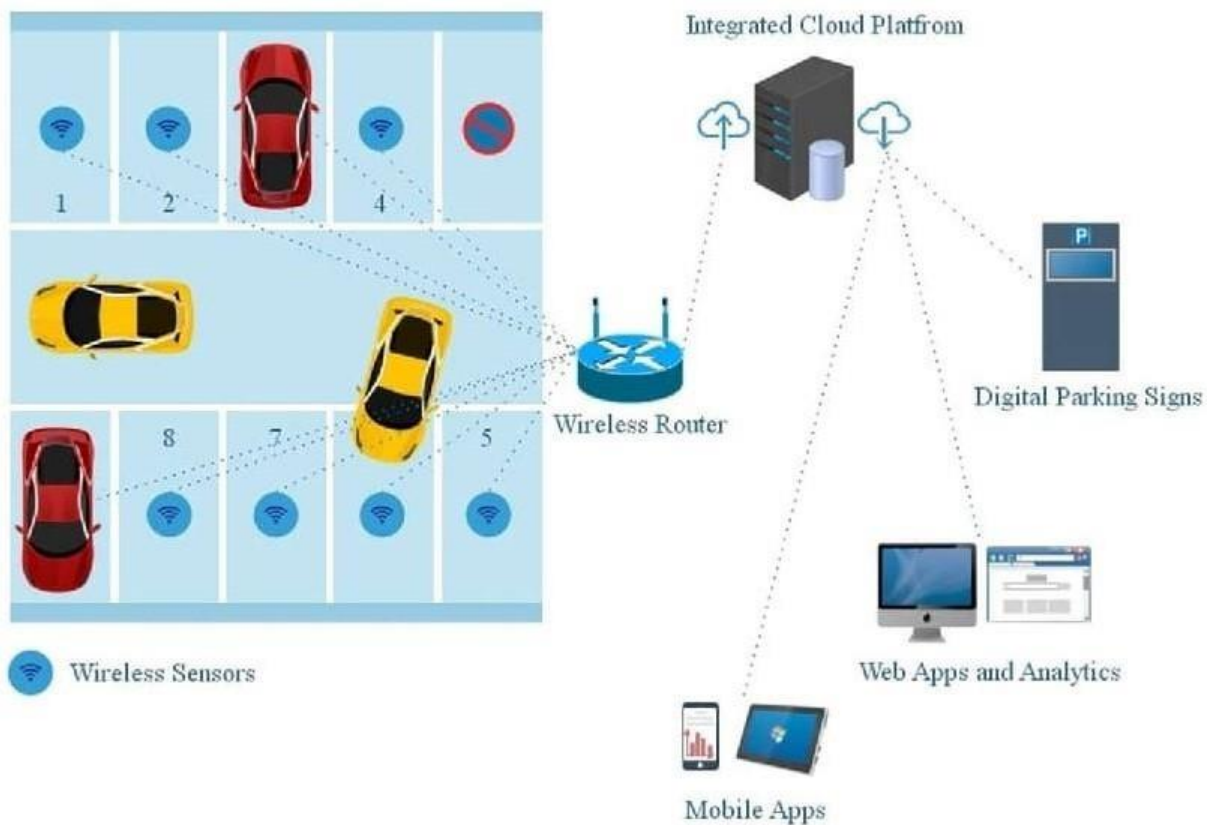 Integrated Cloud Platfrom
1 2 4
P
Digital Parking Signs
Wireless Router
8 7 5
Wireless Sensors
Web Apps and Analytics
Mobile Apps